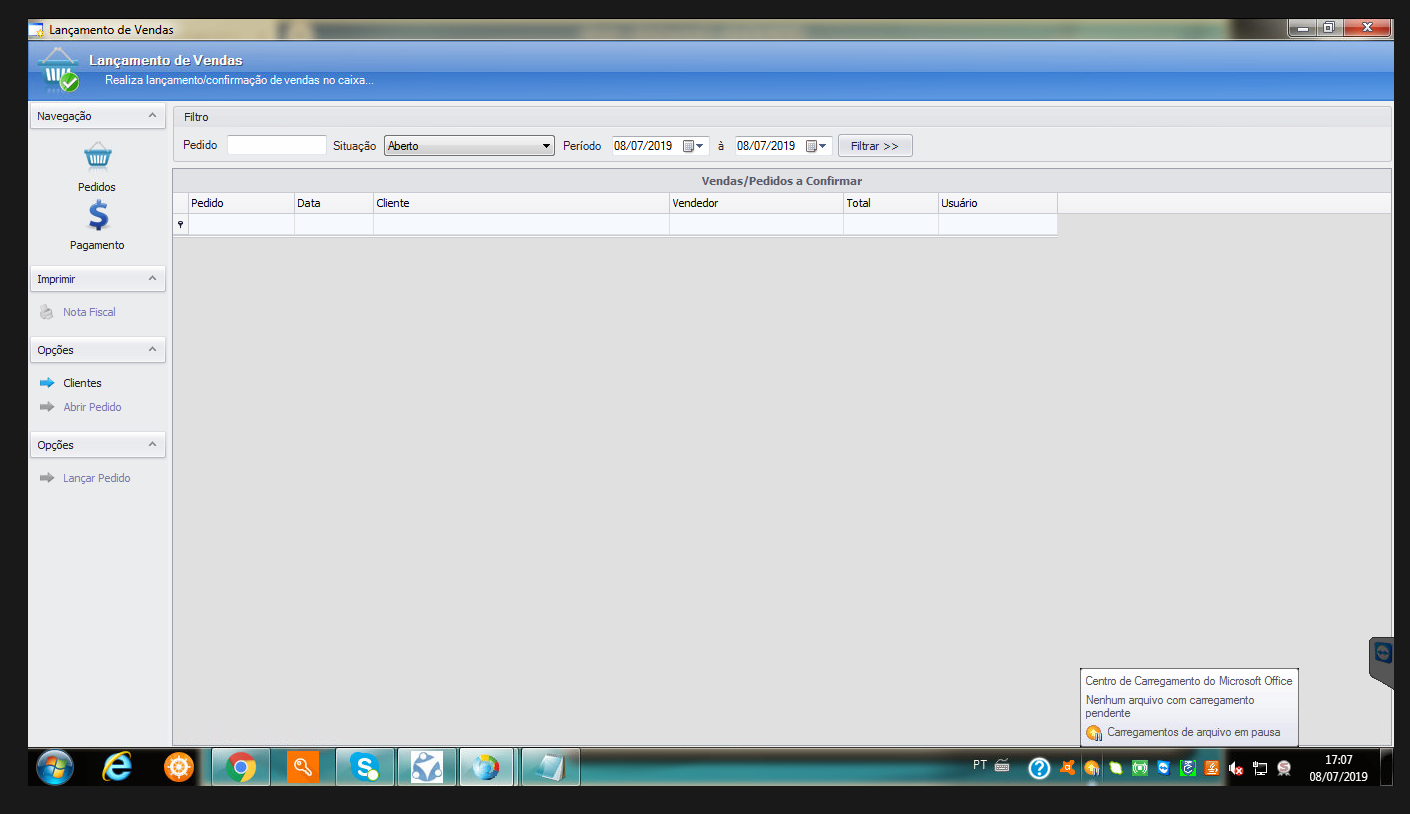 Lançamento de Vendas
Lançamento de Vendas
Realiza lançamento/confirmação de vendas no caixa...
Navegação
Pedidos
Pagamento
Imprimir
Nota Fiscal
Opções
Clientes
Abrir Pedido
Opções
Lançar Pedido
Filtro
Pedido Situação Aberto Período 08/07/2019 à 08/07/2019 Filtrar >>
Vendas/Pedidos a Confirmar
Pedido Data Cliente Vendedor Total Usuário
Centro de Carregamento do Microsoft Office
Nenhum arquivo com carregamento
pendente
Carregamentos de arquivo em pausa
PT 17:07
08/07/2019